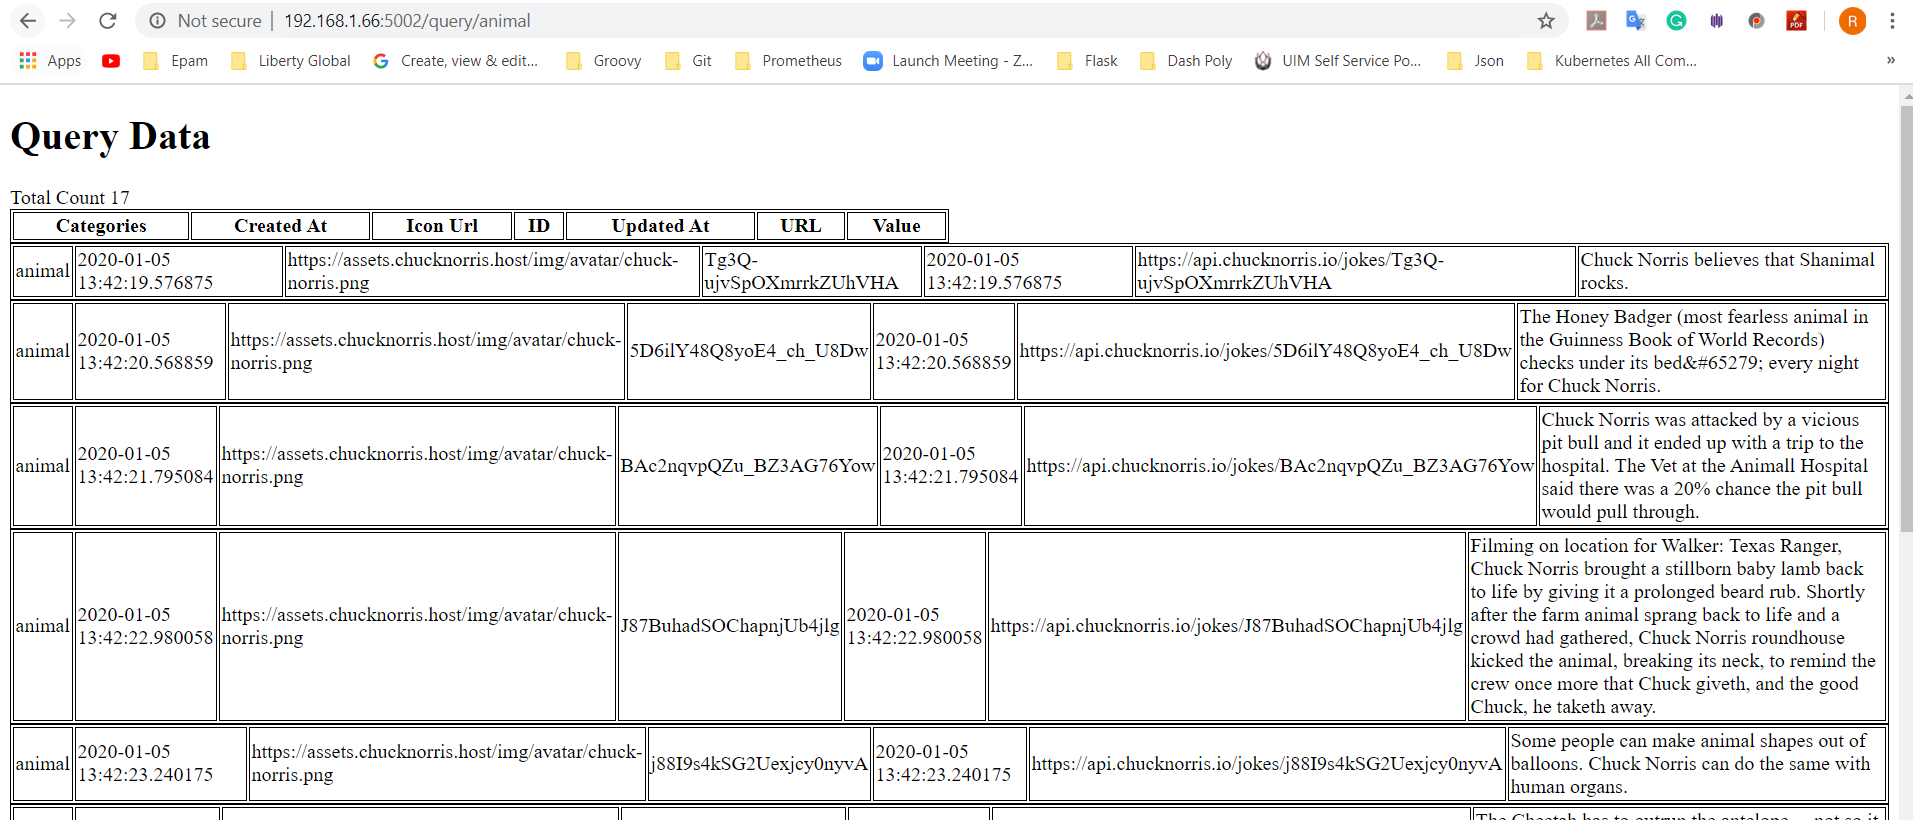 Not secure | 192.168.1.66:5002/query/animal
Apps Epam Liberty Global Create, view & edit... Groovy Git Prometheus Launch Meeting - Z... Flask Dash Poly UIM Self Service Po... Json Kubernetes All Com... »
Query Data
Total Count 17
Categories Created At Icon Url ID Updated At URL Value
animal
2020-01-05
13:42:19.576875
https://assets.chucknorris.host/img/avatar/chuck-
norris.png
Tg3Q-
ujvSpOXmrrkZUhVHA
2020-01-05
13:42:19.576875
https://api.chucknorris.io/jokes/Tg3Q-
ujvSpOXmrrkZUhVHA
Chuck Norris believes that Shanimal
rocks.
animal
2020-01-05
13:42:20.568859
https://assets.chucknorris.host/img/avatar/chuck-
norris.png
5D6ilY48Q8yoE4_ch_U8Dw
2020-01-05
13:42:20.568859
https://api.chucknorris.io/jokes/5D6ilY48Q8yoE4_ch_U8Dw
The Honey Badger (most fearless animal in
the Guinness Book of World Records)
checks under its bed&#65279; every night
for Chuck Norris.
animal
2020-01-05
13:42:21.795084
https://assets.chucknorris.host/img/avatar/chuck-
norris.png
BAc2nqvpQZu_BZ3AG76Yow
2020-01-05
13:42:21.795084
https://api.chucknorris.io/jokes/BAc2nqvpQZu_BZ3AG76Yow
Chuck Norris was attacked by a vicious
pit bull and it ended up with a trip to the
hospital. The Vet at the Animall Hospital
said there was a 20% chance the pit bull
would pull through.
animal
2020-01-05
13:42:22.980058
https://assets.chucknorris.host/img/avatar/chuck-
norris.png
J87BuhadSOChapnjUb4jlg
2020-01-05
13:42:22.980058
https://api.chucknorris.io/jokes/J87BuhadSOChapnjUb4jlg
Filming on location for Walker: Texas Ranger,
Chuck Norris brought a stillborn baby lamb back
to life by giving it a prolonged beard rub. Shortly
after the farm animal sprang back to life and a
crowd had gathered, Chuck Norris roundhouse
kicked the animal, breaking its neck, to remind the
crew once more that Chuck giveth, and the good
Chuck, he taketh away.
animal
2020-01-05
13:42:23.240175
https://assets.chucknorris.host/img/avatar/chuck-
norris.png
j88I9s4kSG2Uexjcy0nyvA
2020-01-05
13:42:23.240175
https://api.chucknorris.io/jokes/j88I9s4kSG2Uexjcy0nyvA
Some people can make animal shapes out of
balloons. Chuck Norris can do the same with
human organs.